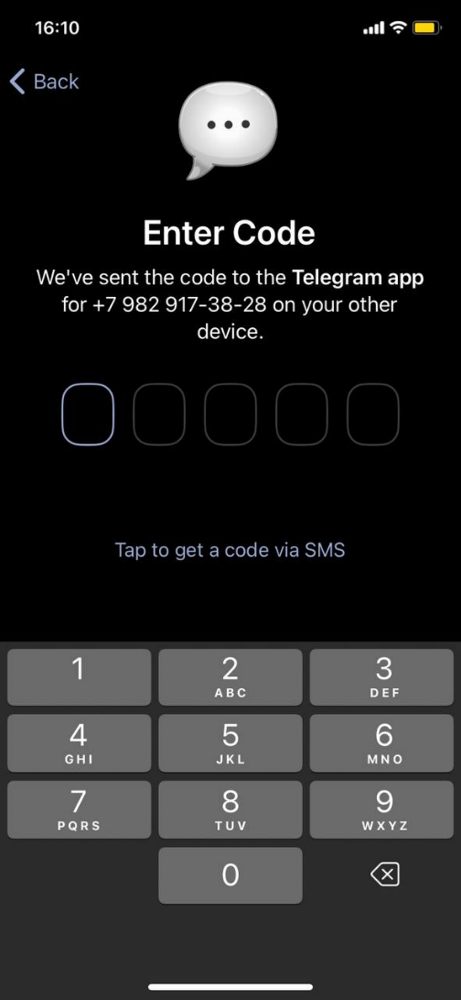 16:10
Back
Enter Code
We've sent the code to the Telegram app
for +7 982 917-38-28 on your other
device.
Tap to get a code via SMS
1
2
ABC
3
DEF
4
GHI
5
JKL
6
MNO
7
PQRS
8
TUV
9
WXYZ
0